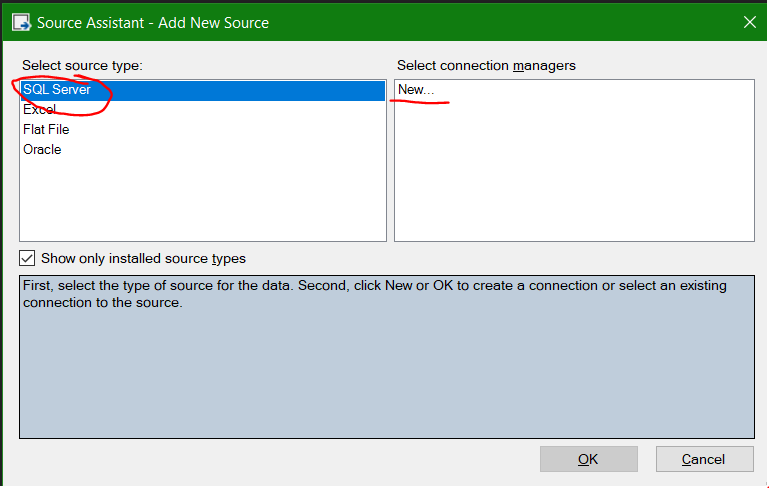 Source Assistant - Add New Source
Select source type:
Select connection managers
SQL Server
Excel
Flat File
Oracle
New...
Show only installed source types
First, select the type of source for the data. Second, click New or OK to create a connection or select an existing
connection to the source.
OK
Cancel